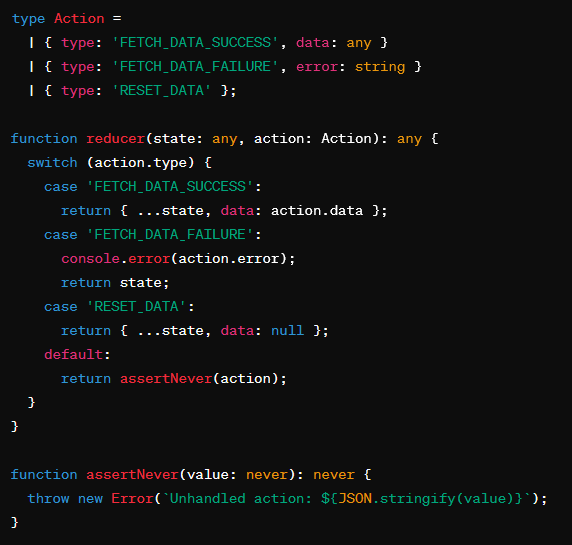 type Action =
  | { type: 'FETCH_DATA_SUCCESS', data: any }
  | { type: 'FETCH_DATA_FAILURE', error: string }
  | { type: 'RESET_DATA' };

function reducer(state: any, action: Action): any {
  switch (action.type) {
    case 'FETCH_DATA_SUCCESS':
      return { ...state, data: action.data };
    case 'FETCH_DATA_FAILURE':
      console.error(action.error);
      return state;
    case 'RESET_DATA':
      return { ...state, data: null };
    default:
      return assertNever(action);
  }
}

function assertNever(value: never): never {
  throw new Error(`Unhandled action: ${JSON.stringify(value)}`);
}